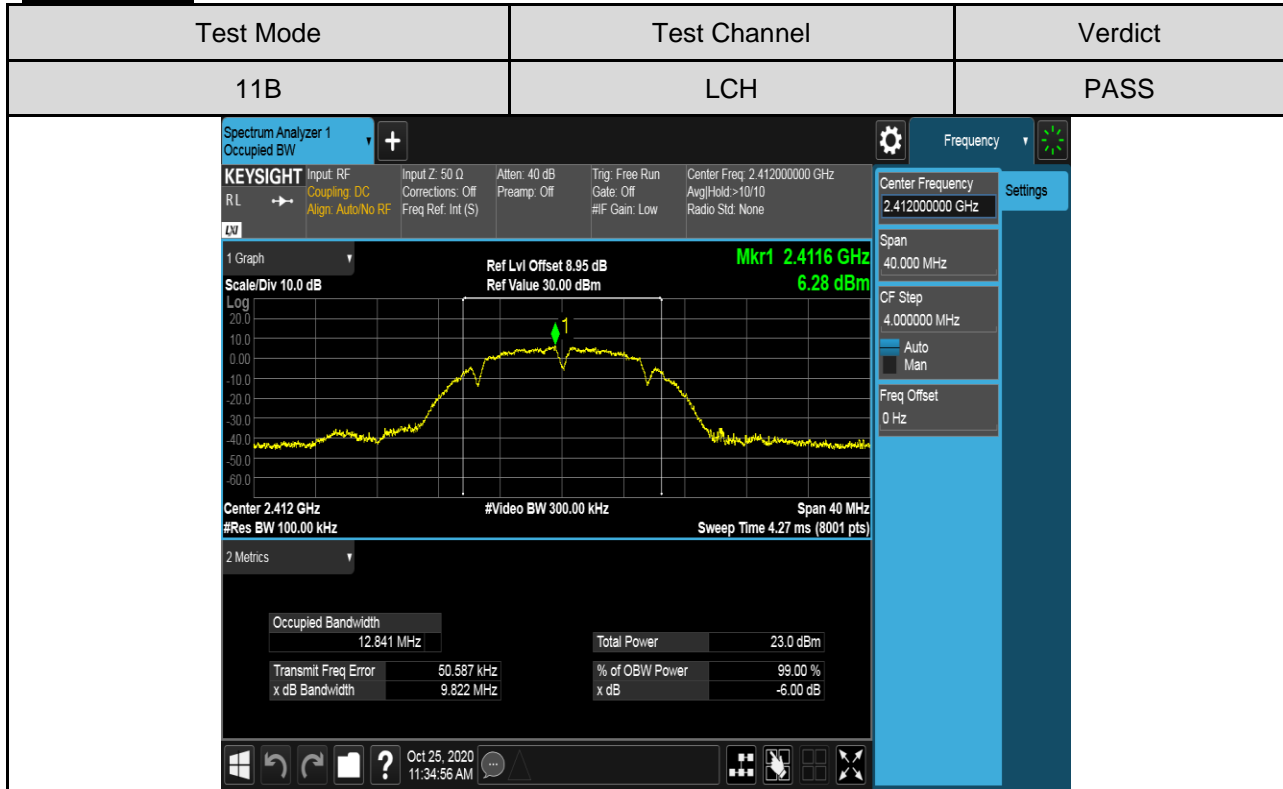 Test Mode Test Channel Verdict
11B LCH PASS
Spectrum Analyzer 1
Occupied BW
+
Frequency
KEYSIGHT Input: RF Input Z: 50 Ω Atten: 40 dB Trig: Free Run Center Freq: 2.412000000 GHz
RL Coupling: DC Corrections: Off Preamp: Off Gate: Off Avg|Hold:>10/10
Align: Auto/No RF Freq Ref: Int (S) #IF Gain: Low Radio Std: None
LXI
Center Frequency
2.412000000 GHz
Settings
Span
40.000 MHz
CF Step
4.000000 MHz
Auto
Man
Freq Offset
0 Hz
1 Graph
Ref Lvl Offset 8.95 dB
Mkr1 2.4116 GHz
Scale/Div 10.0 dB
Ref Value 30.00 dBm
6.28 dBm
Log
1
20.0
10.0
0.00
-10.0
-20.0
-30.0
-40.0
-50.0
-60.0
Center 2.412 GHz #Video BW 300.00 kHz Span 40 MHz
#Res BW 100.00 kHz Sweep Time 4.27 ms (8001 pts)
2 Metrics
Occupied Bandwidth
12.841 MHz
Total Power 23.0 dBm
Transmit Freq Error 50.587 kHz % of OBW Power 99.00 %
x dB Bandwidth 9.822 MHz x dB -6.00 dB
?
Oct 25, 2020
11:34:56 AM